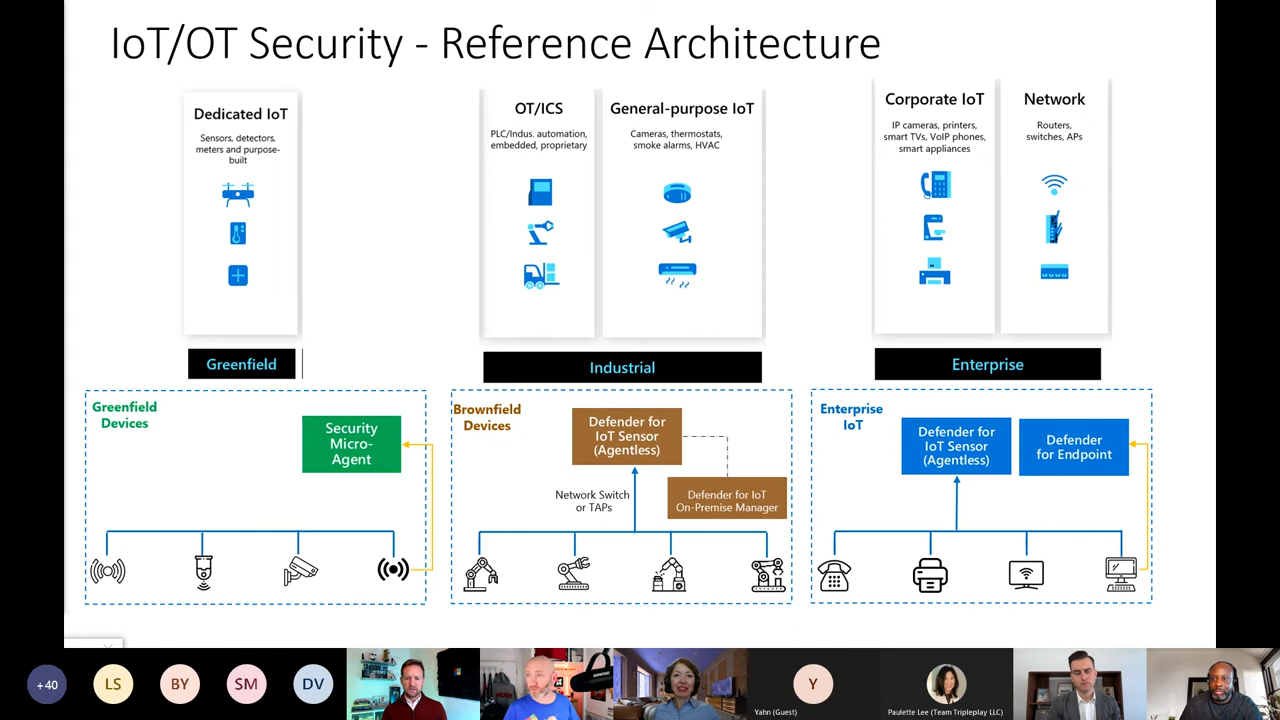 IoT/OT Security - Reference Architecture
Dedicated IoT
Sensors, detectors,
meters and purpose-
built
OT/ICS
PLC/Indus. automation,
embedded, proprietary
General-purpose IoT
Cameras, thermostats,
smoke alarms, HVAC
Corporate IoT
IP cameras, printers,
smart TVs, VoIP phones,
smart appliances
Network
Routers,
switches, APs
Greenfield
Industrial
Enterprise
Greenfield
Devices
Security
Micro-
Agent
Brownfield
Devices
Defender for
IoT Sensor
(Agentless)
Network Switch
or TAPs
Defender for IoT
On-Premise Manager
Enterprise
IoT
Defender for
IoT Sensor
(Agentless)
Defender
for Endpoint
+40
LS
BY
SM
DV
Y
Yahn (Guest)
Paulette Lee (Team Tripleplay LLC)